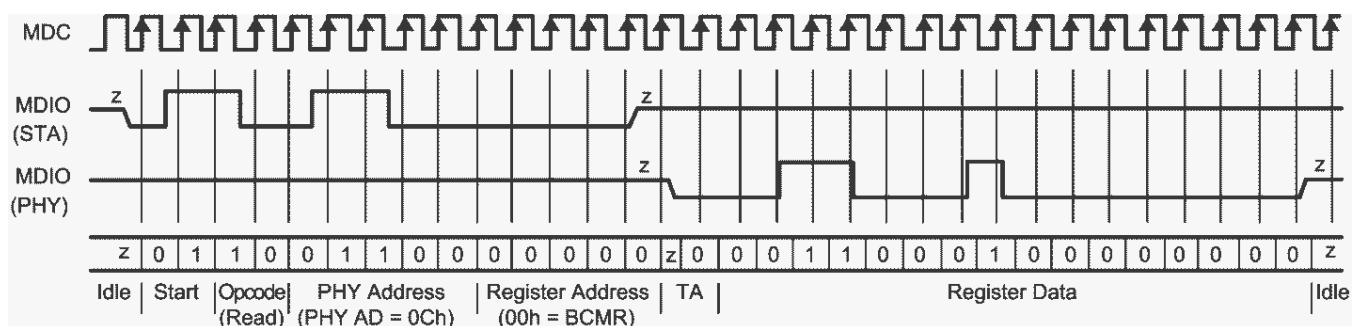 MDC
z z
MDIO
(STA)
z z
MDIO
(PHY)
z 0 1 1 0 0 1 1 0 0 0 0 0 0 0 z 0 0 0 1 1 0 0 0 1 0 0 0 0 0 0 0 0 z
Idle Start Opcode PHY Address Register Address TA Register Data Idle
(Read) (PHY AD = 0Ch) (00h = BCMR)